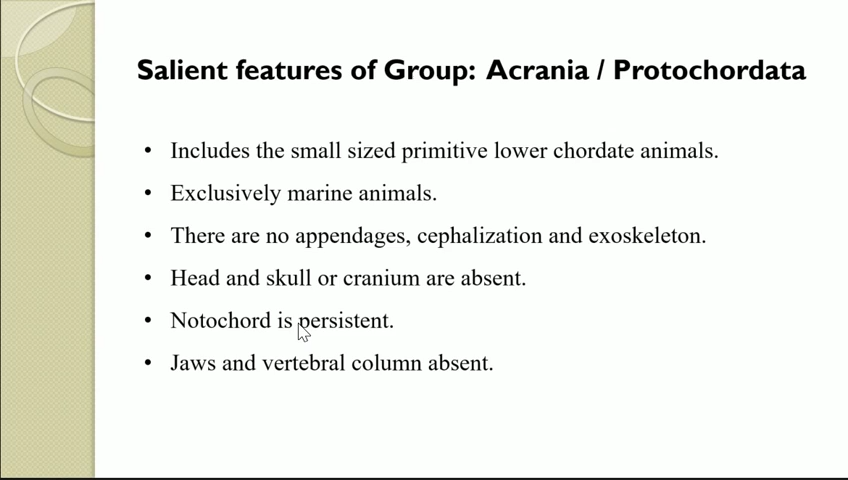 Salient features of Group: Acrania / Protochordata
• Includes the small sized primitive lower chordate animals.
• Exclusively marine animals.
• There are no appendages, cephalization and exoskeleton.
• Head and skull or cranium are absent.
• Notochord is persistent.
• Jaws and vertebral column absent.